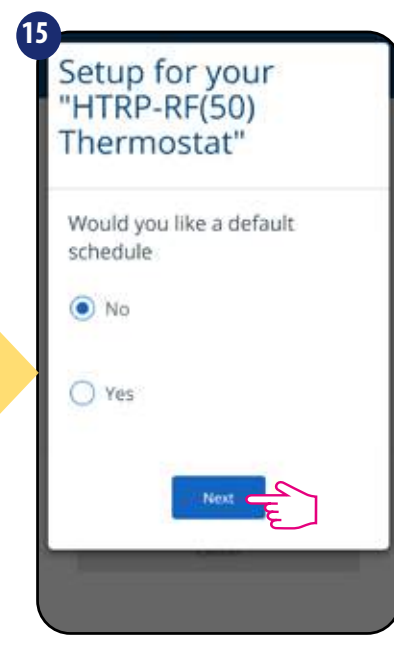 15
Setup for your
"HTRP-RF(50)
Thermostat"
Would you like a default
schedule
No
Yes
Next